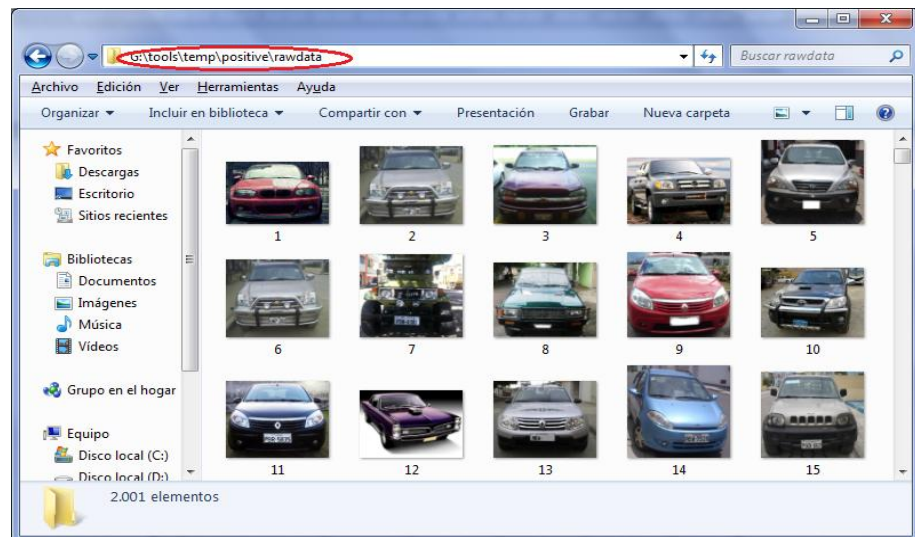 G:\tools\temp\positive\rawdata
Buscar rawdata
Archivo Edición Ver Herramientas Ayuda
Organizar Incluir en biblioteca Compartir con Presentación Grabar Nueva carpeta
Favoritos
Descargas
Escritorio
Sitios recientes
Bibliotecas
Documentos
Imágenes
Música
Vídeos
Grupo en el hogar
Equipo
Disco local (C:)
Disco local (D:)
1 2 3 4 5
6 7 8 9 10
11 12 13 14 15
2.001 elementos